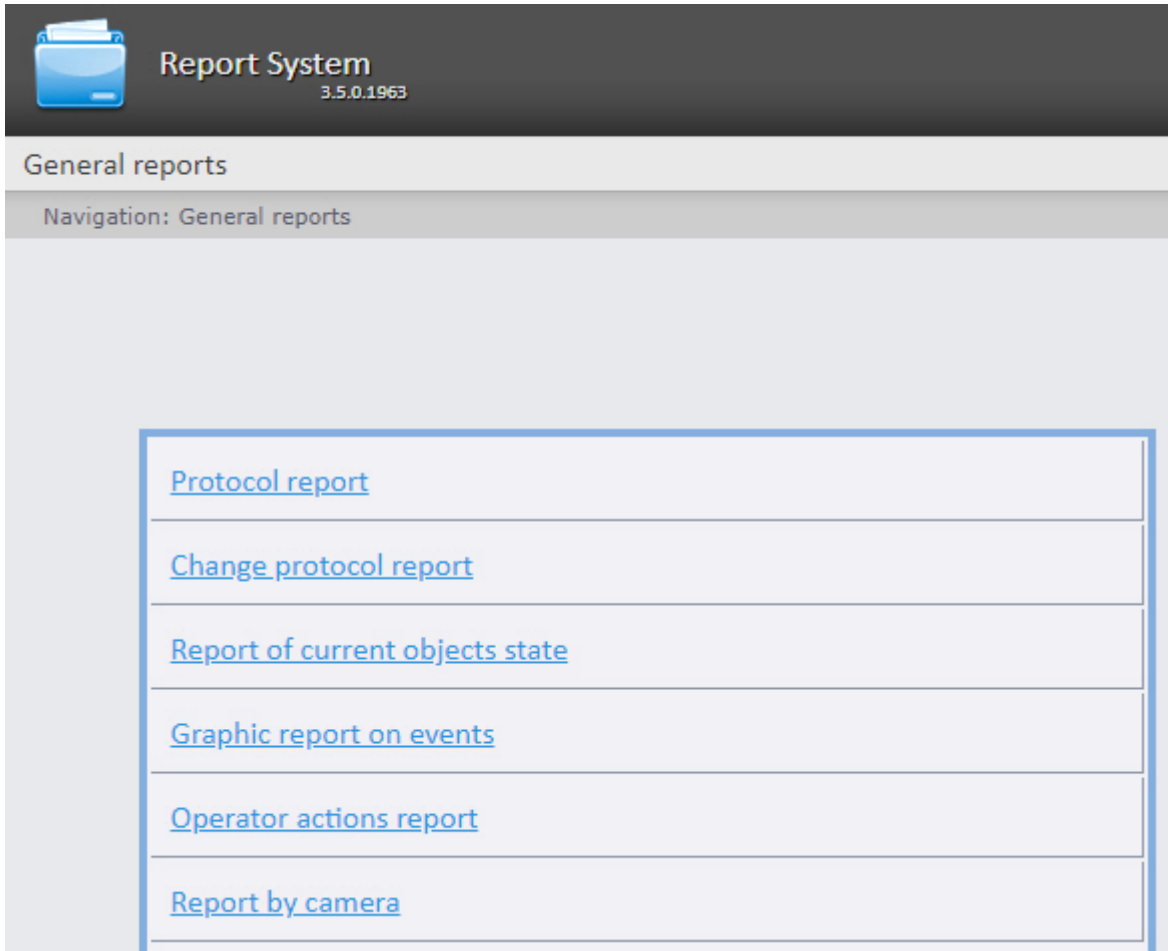 Report System
3.5.0.1963
General reports
Navigation: General reports
Protocol report
Change protocol report
Report of current objects state
Graphic report on events
Operator actions report
Report by camera